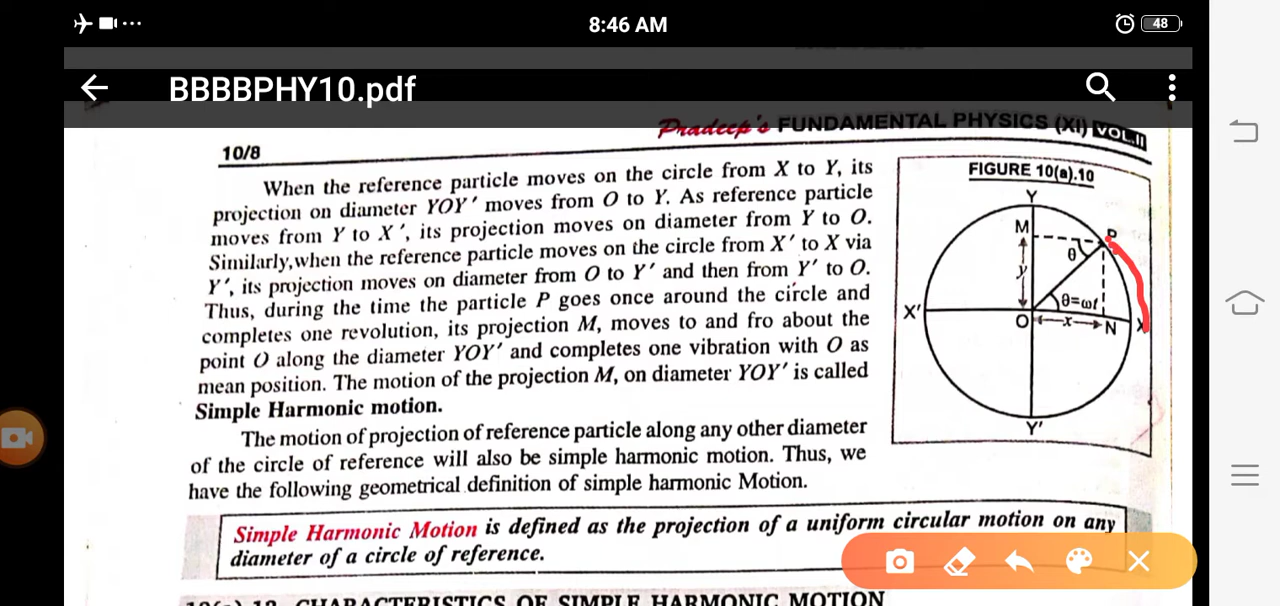 8:46 AM
48
BBBBPHY10.pdf
Pradeep's FUNDAMENTAL PHYSICS (XI) VOL.II
10/8
When the reference particle moves on the circle from X to Y, its
projection on diameter YOY' moves from O to Y. As reference particle
moves from Y to X', its projection moves on diameter from Y to O.
Similarly,when the reference particle moves on the circle from X' to X via
Y', its projection moves on diameter from O to Y' and then from Y' to O.
Thus, during the time the particle P goes once around the circle and
completes one revolution, its projection M, moves to and fro about the
point O along the diameter YOY' and completes one vibration with O as
mean position. The motion of the projection M, on diameter YOY' is called
Simple Harmonic motion.
The motion of projection of reference particle along any other diameter
of the circle of reference will also be simple harmonic motion. Thus, we
have the following geometrical definition of simple harmonic Motion.
FIGURE 10(a).10
Y
M
P
θ
y
θ=ωt
X'
O
x
N
X
Y'
Simple Harmonic Motion is defined as the projection of a uniform circular motion on any
diameter of a circle of reference.
10(a).12 CHARACTERISTICS OF SIMPLE HARMONIC MOTION